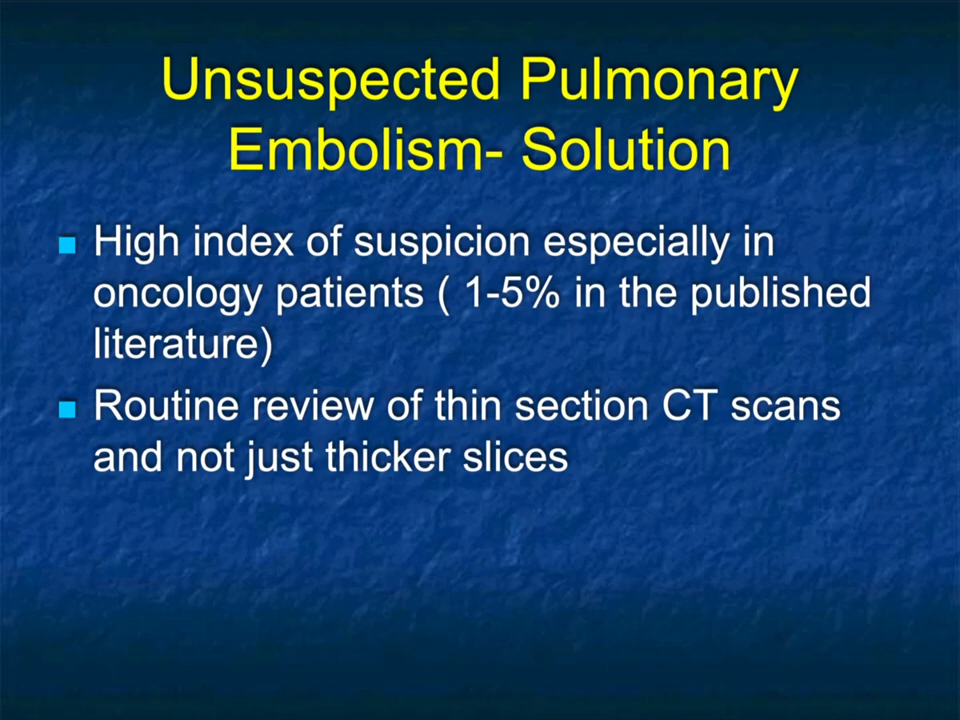 Unsuspected Pulmonary
Embolism- Solution
High index of suspicion especially in
oncology patients ( 1-5% in the published
literature)
Routine review of thin section CT scans
and not just thicker slices